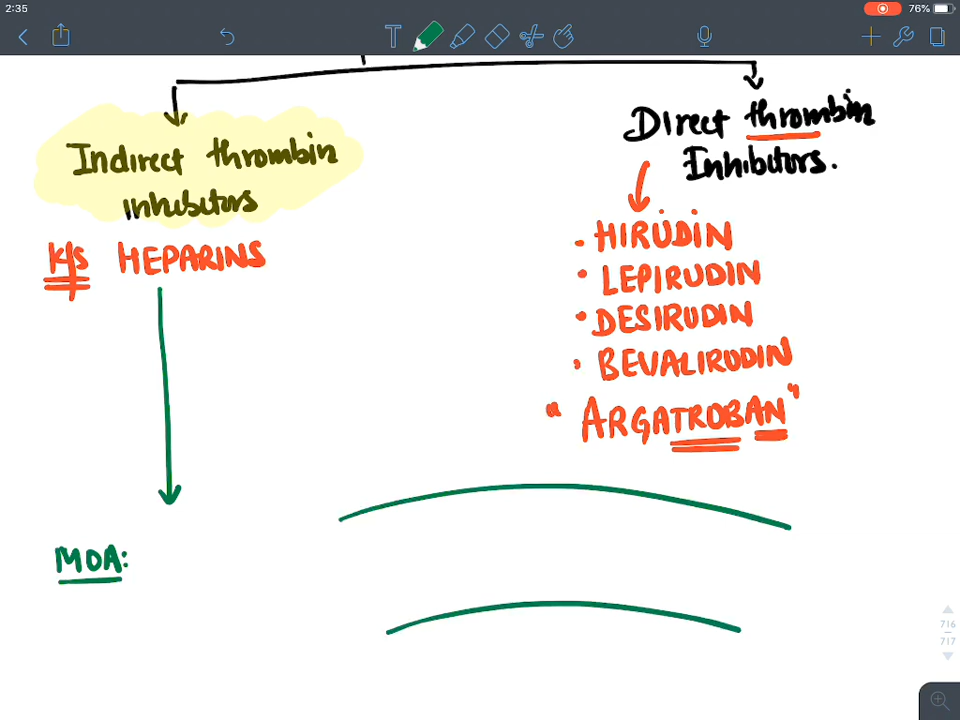 2:35
76%
T
Indirect thrombin
inhibitors
K/s HEPARINS
Direct thrombin
Inhibitors.
• HIRUDIN
• LEPIRUDIN
• DESIRUDIN
• BEVALIRUDIN
" ARGATROBAN "
MOA:
716
717